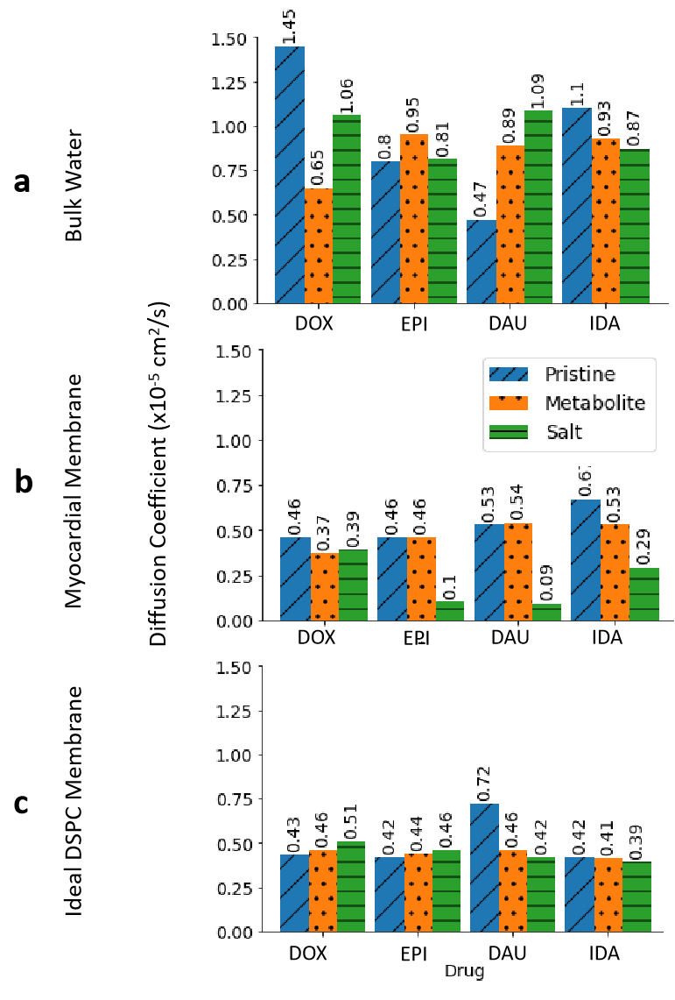 a
Bulk Water
1.50
1.25
1.00
0.75
0.50
0.25
0.00
1.45
0.65
1.06
0.8
0.95
0.81
0.47
0.89
1.09
1.1
0.93
0.87
DOX
EPI
DAU
IDA
Diffusion Coefficient (x10⁻⁵ cm²/s)
b
Myocardial Membrane
1.50
1.25
1.00
0.75
0.50
0.25
0.00
Pristine
Metabolite
Salt
0.46
0.37
0.39
0.46
0.46
0.1
0.53
0.54
0.09
0.53
0.29
DOX
EPI
DAU
IDA
c
Ideal DSPC Membrane
1.50
1.25
1.00
0.75
0.50
0.25
0.00
0.43
0.46
0.51
0.42
0.44
0.46
0.72
0.46
0.42
0.42
0.41
0.39
DOX
EPI
DAU
IDA
Drug